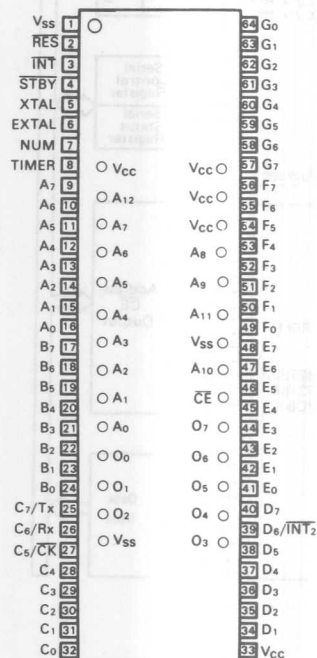 Vss 1
RES 2
INT 3
STBY 4
XTAL 5
EXTAL 6
NUM 7
TIMER 8
A7 9
A6 10
A5 11
A4 12
A3 13
A2 14
A1 15
A0 16
B7 17
B6 18
B5 19
B4 20
B3 21
B2 22
B1 23
B0 24
C7/Tx 25
C6/Rx 26
C5/CK 27
C4 28
C3 29
C2 30
C1 31
C0 32
Vcc
A12
A7
A6
A5
A4
A3
A2
A1
A0
O0
O1
O2
Vss
Vcc
Vcc
Vcc
A8
A9
A11
Vss
A10
CE
O7
O6
O5
O4
O3
64 G0
63 G1
62 G2
61 G3
60 G4
59 G5
58 G6
57 G7
56 F7
55 F6
54 F5
53 F4
52 F3
51 F2
50 F1
49 F0
48 E7
47 E6
46 E5
45 E4
44 E3
43 E2
42 E1
41 E0
40 D7
39 D6/INT2
38 D5
37 D4
36 D3
35 D2
34 D1
33 Vcc